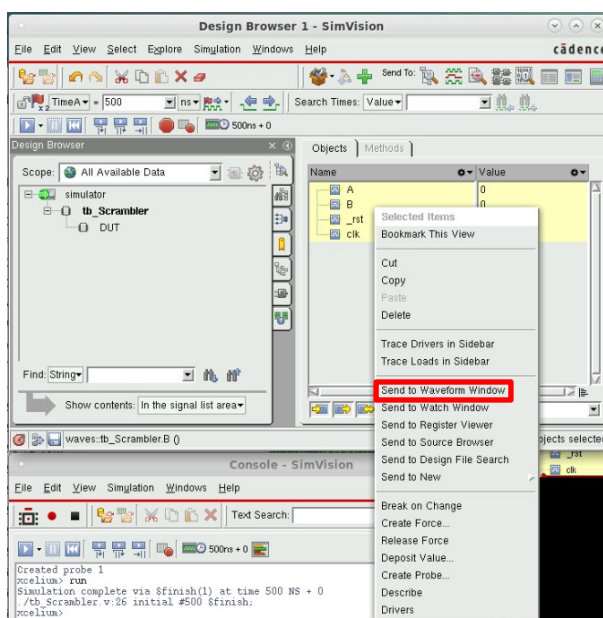 Design Browser 1 - SimVision
File Edit View Select Explore Simulation Windows Help
cādence
Send To:
TimeA = 500 ns
Search Times: Value
500ns + 0
Design Browser
Objects Methods
Scope: All Available Data
Name Value
simulator
tb_Scrambler
DUT
A 0
B 0
_rst
clk
Selected Items
Bookmark This View
Cut
Copy
Paste
Delete
Trace Drivers in Sidebar
Trace Loads in Sidebar
Send to Waveform Window
Send to Watch Window
Send to Register Viewer
Send to Source Browser
Send to Design File Search
Send to New
Break on Change
Create Force...
Release Force
Deposit Value...
Create Probe...
Describe
Drivers
Find: String
Show contents: In the signal list area
waves::tb_Scrambler.B ()
jects selected
_rst
clk
Console - SimVision
File Edit View Simulation Windows Help
Text Search:
500ns + 0
Created probe 1
xcelium> run
Simulation complete via $finish(1) at time 500 NS + 0
./tb_Scrambler.v:26 initial #500 $finish;
xcelium>